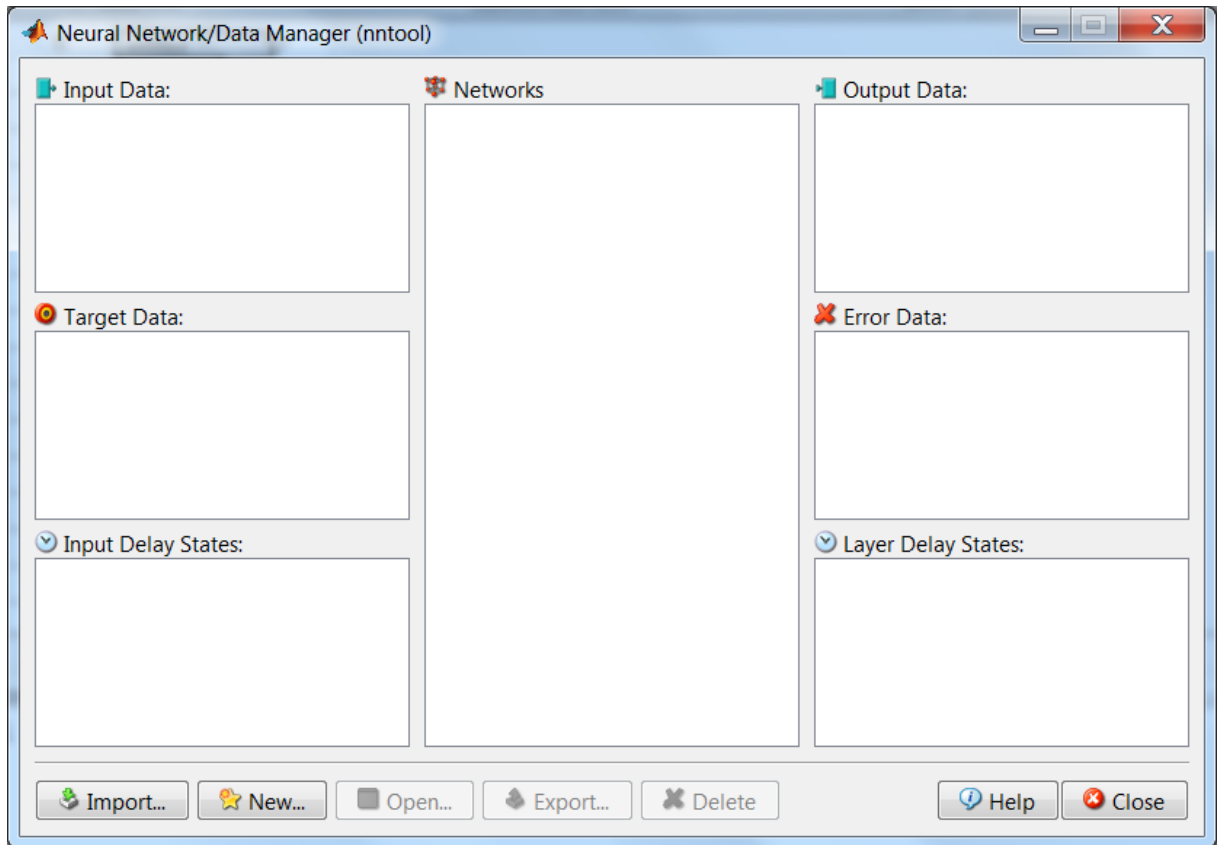 Neural Network/Data Manager (nntool)
Input Data:
Networks
Output Data:
Target Data:
Error Data:
Input Delay States:
Layer Delay States:
Import...
New...
Open...
Export...
Delete
Help
Close